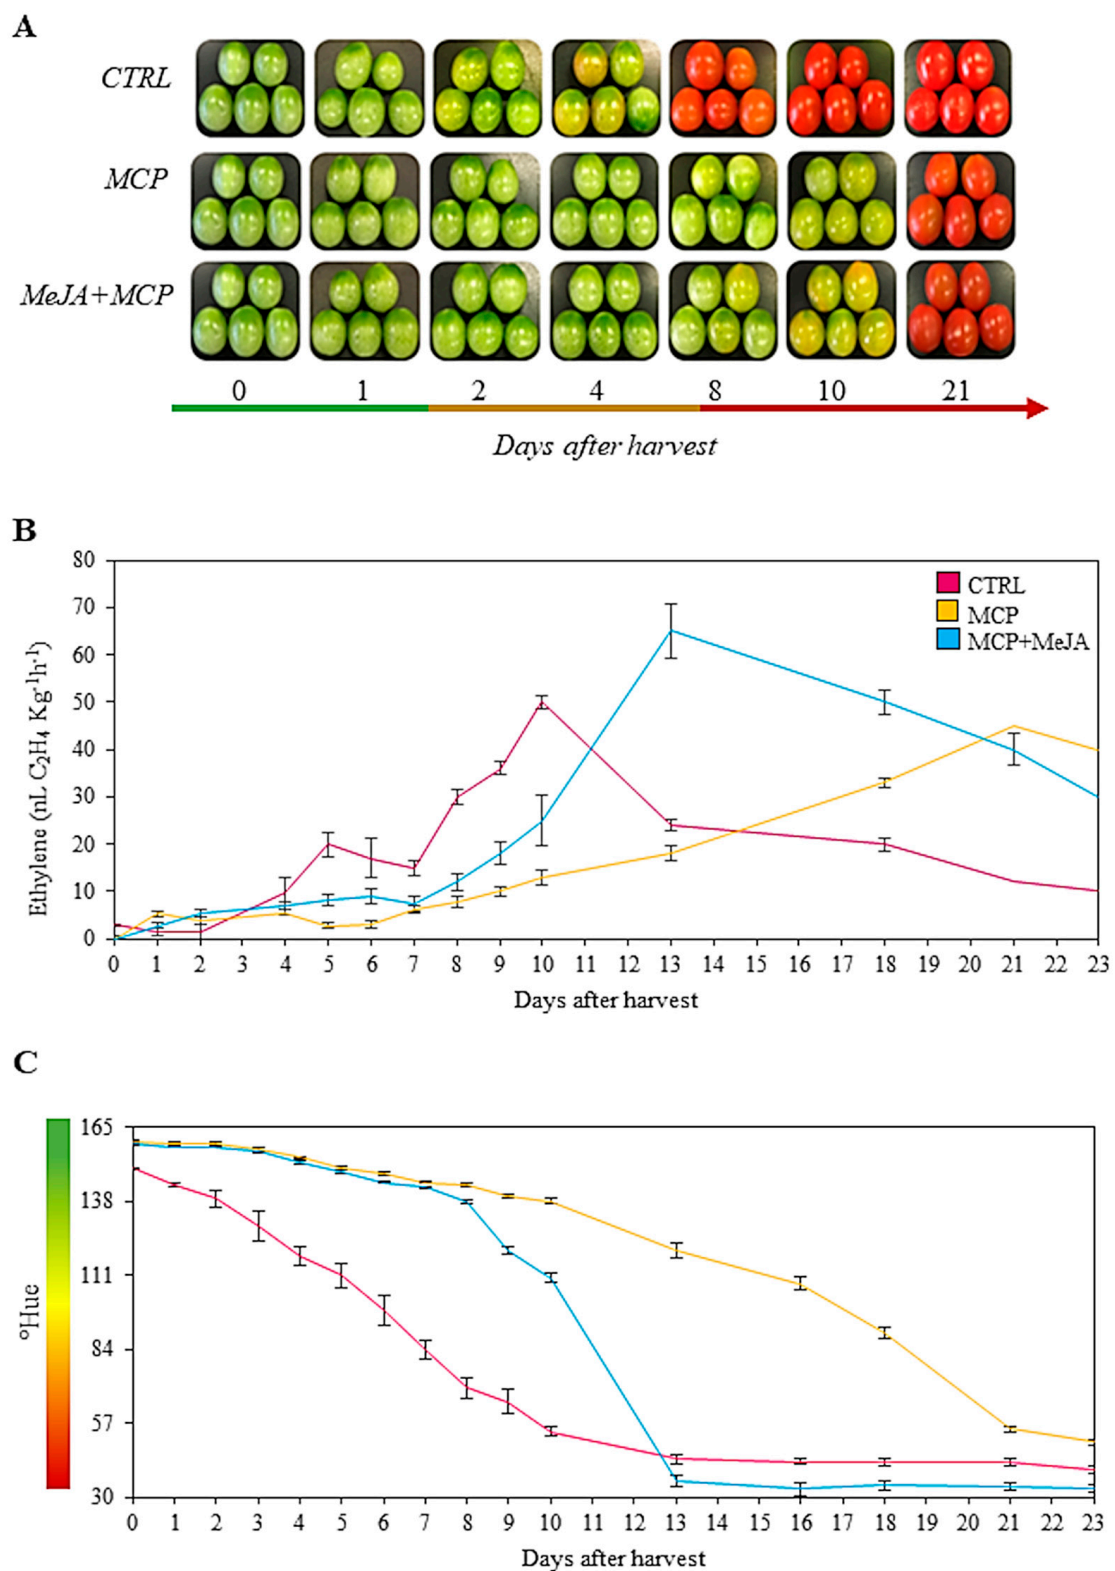 A
CTRL
MCP
MeJA+MCP
0 1 2 4 8 10 21
Days after harvest
B
80
70
60
50
40
30
20
10
0
Ethylene (nL C₂H₄ Kg⁻¹h⁻¹)
CTRL
MCP
MCP+MeJA
0 1 2 3 4 5 6 7 8 9 10 11 12 13 14 15 16 17 18 19 20 21 22 23
Days after harvest
C
165
138
111
84
57
30
°Hue
0 1 2 3 4 5 6 7 8 9 10 11 12 13 14 15 16 17 18 19 20 21 22 23
Days after harvest